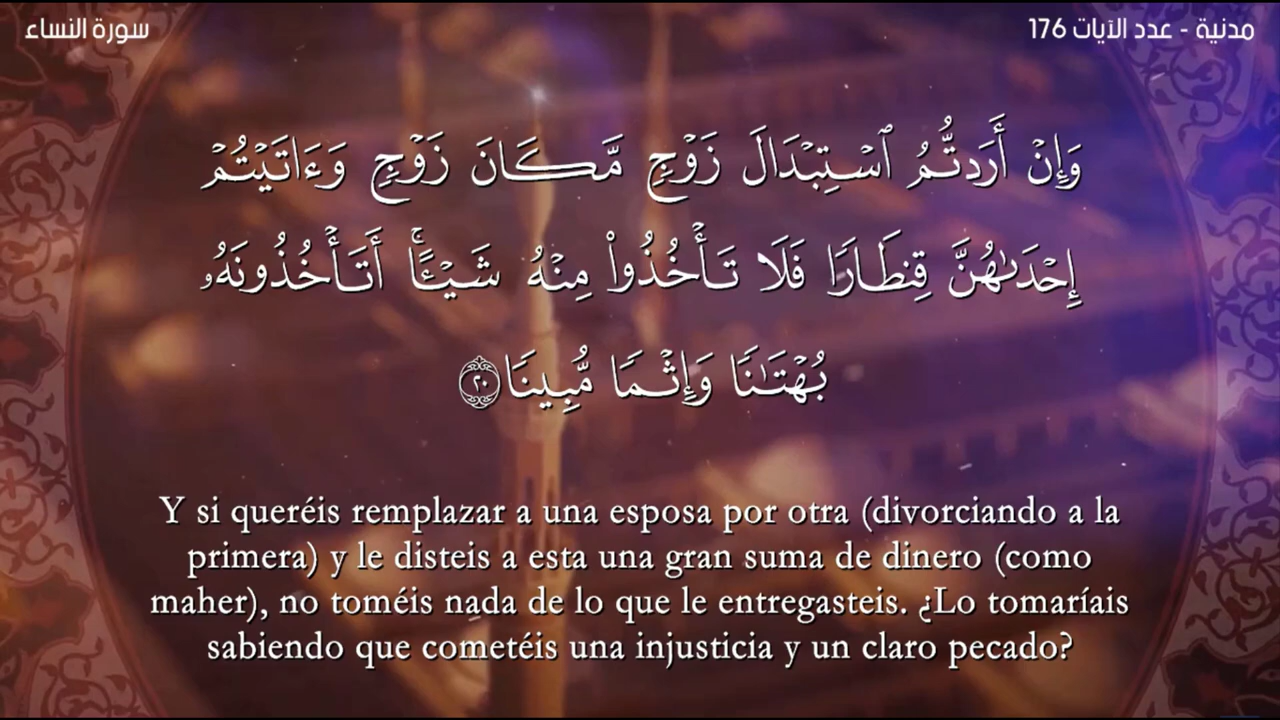 سورة النساء
مدنية - عدد الآيات 176
وَإِنْ أَرَدتُّمُ ٱسْتِبْدَالَ زَوْجٍ مَّكَانَ زَوْجٍ وَءَاتَيْتُمْ
إِحْدَىٰهُنَّ قِنطَارًا فَلَا تَأْخُذُوا۟ مِنْهُ شَيْـًٔا ۚ أَتَأْخُذُونَهُۥ
بُهْتَـٰنًا وَإِثْمًا مُّبِينًا ٢٠
Y si queréis remplazar a una esposa por otra (divorciando a la
primera) y le disteis a esta una gran suma de dinero (como
maher), no toméis nada de lo que le entregasteis. ¿Lo tomaríais
sabiendo que cometéis una injusticia y un claro pecado?